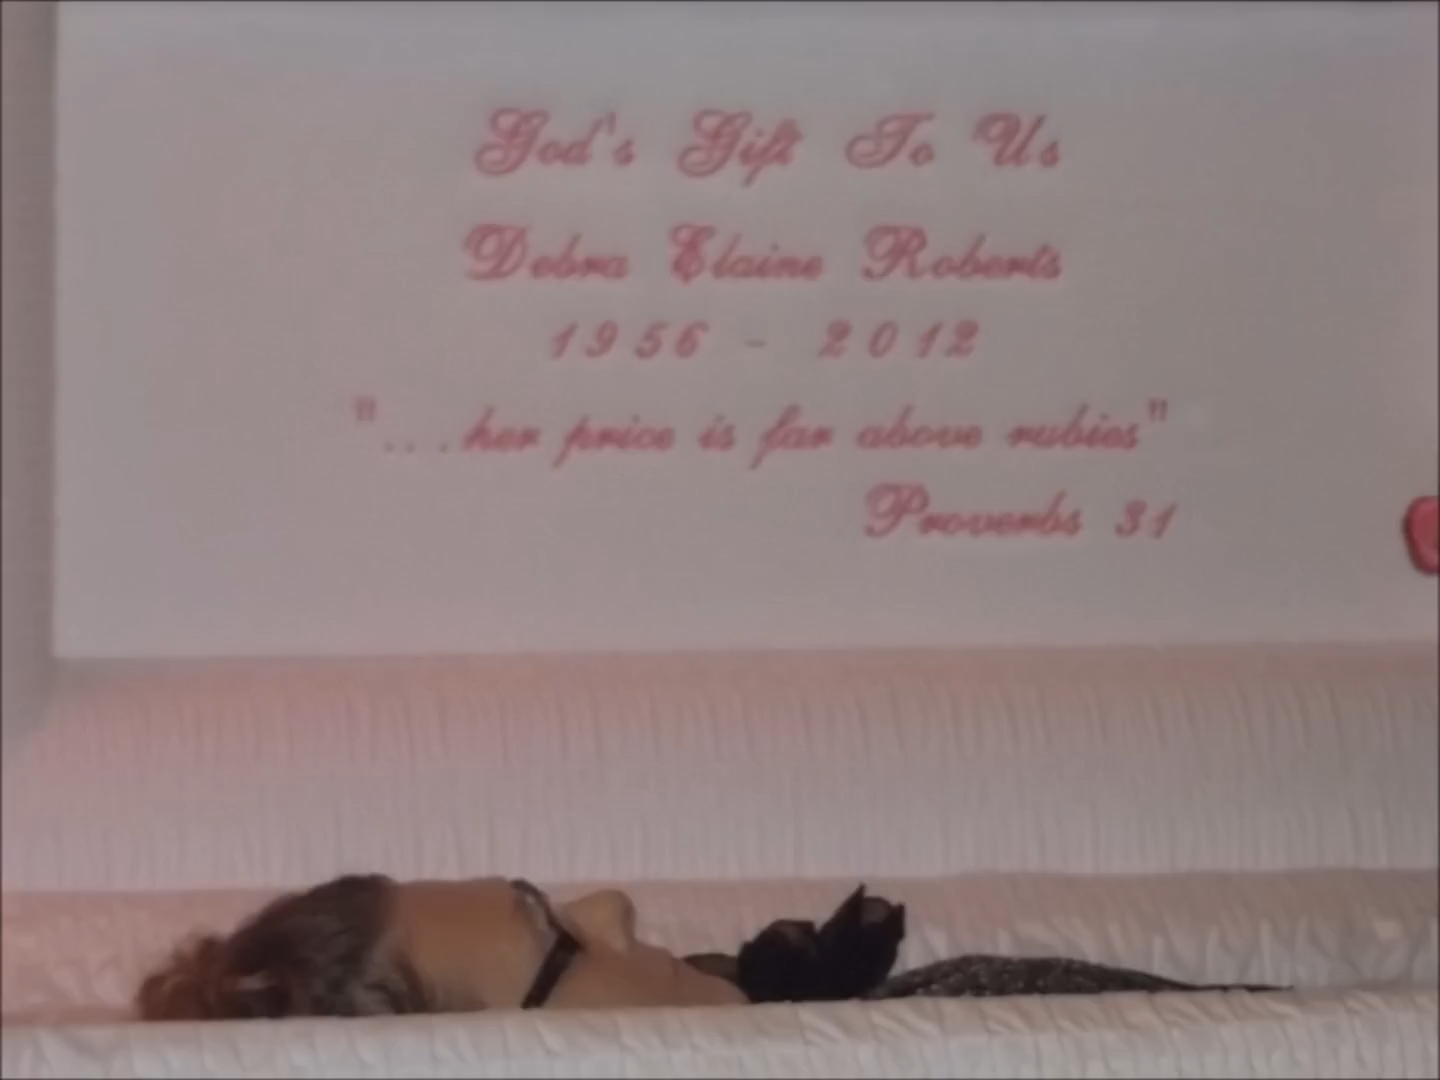 God's Gift To Us
Debra Elaine Roberts
1956 - 2012
"...her price is far above rubies"
Proverbs 31